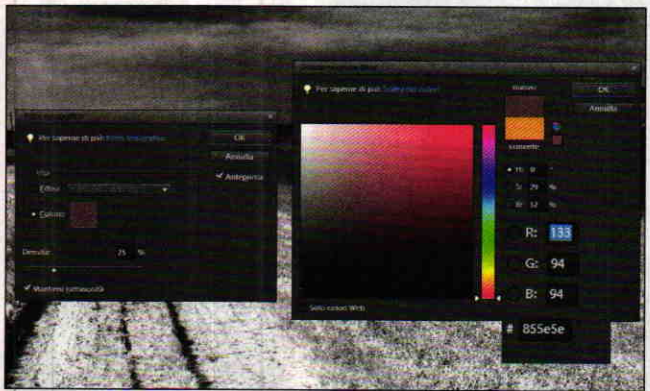 Per saperne di più:
OK
Annulla
Anteprima
Colore:
Densità: 25 %
Mantieni luminosità
Per saperne di più:
OK
Annulla
corrente
H: 0 °
S: 29 %
B: 52 %
R: 133
G: 94
B: 94
# 855e5e
Solo colori Web